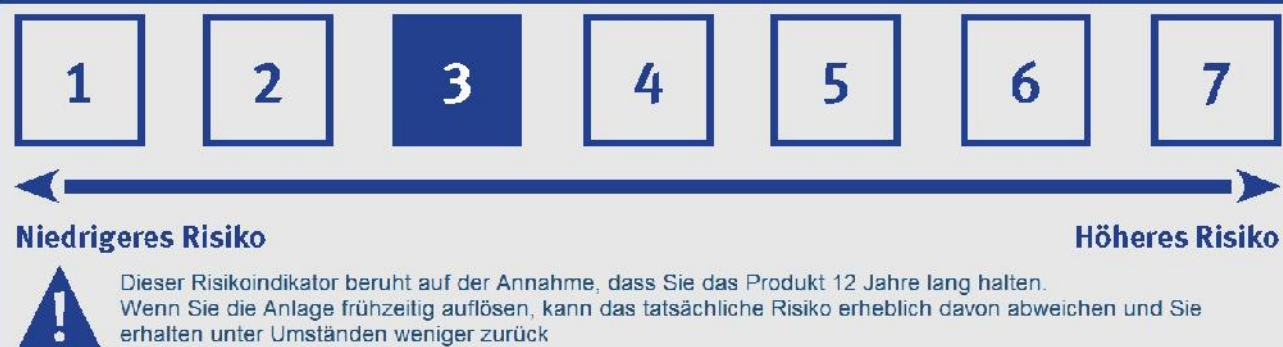 1 2 3 4 5 6 7
Niedrigeres Risiko Höheres Risiko
! Dieser Risikoindikator beruht auf der Annahme, dass Sie das Produkt 12 Jahre lang halten.
Wenn Sie die Anlage frühzeitig auflösen, kann das tatsächliche Risiko erheblich davon abweichen und Sie
erhalten unter Umständen weniger zurück